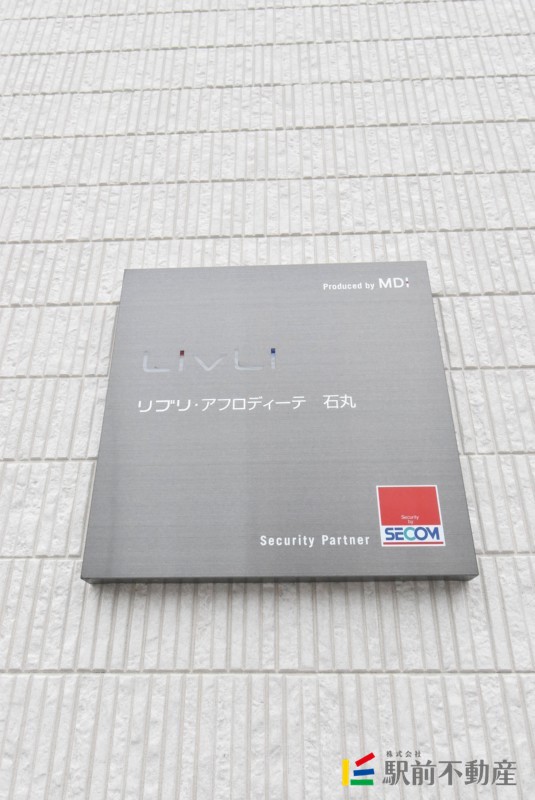 Produced by MDi
LivLi
リブリ・アフロディーテ 石丸
Security
by
SECOM
Security Partner
株式会社
駅前不動産